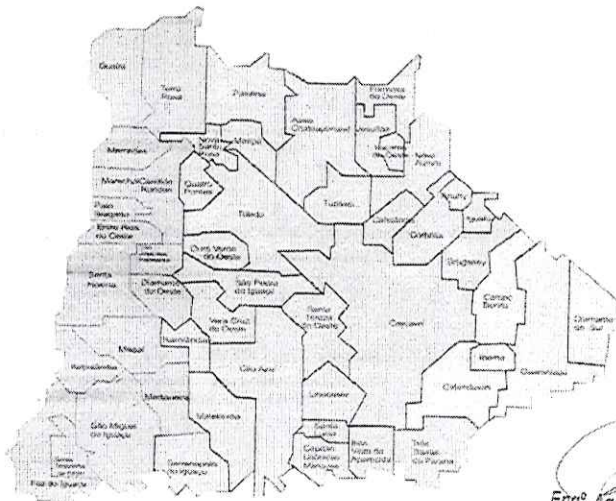 Guaíra
Terra
Roxa
Palotina
Assis
Chateaubriand
Formosa
do Oeste
Jesuítas
Nova
Aurora
Maripá
Nova
Santa
Rosa
Mercedes
Marechal Cândido
Rondon
Quatro
Pontes
Toledo
Tupãssi
Cafelândia
Corbélia
Anahy
Iguatu
Braganey
Pato
Bragado
Entre Rios
do Oeste
Ouro Verde
do Oeste
São Pedro
do Iguaçu
Santa
Helena
Diamante
do Oeste
Vera Cruz
do Oeste
Santa
Tereza
do Oeste
Cascavel
Campo
Bonito
Diamante
do Sul
Guaraniaçu
Ibema
Catanduvas
Ramilândia
Missal
Itaipulândia
Céu Azul
Lindoeste
Medianeira
Matelândia
São Miguel
do Iguaçu
Santa
Lúcia
Capitão
Leônidas
Marques
Boa
Vista da
Aparecida
Três
Barras
do Paraná
Serranópolis
do Iguaçu
Foz do Iguaçu